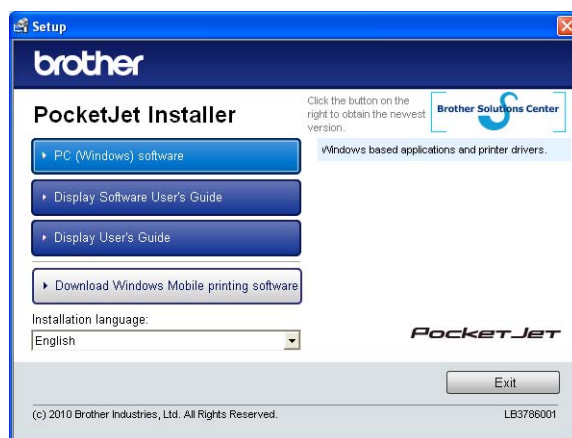 Setup
brother
PocketJet Installer
Click the button on the
right to obtain the newest
version.
Brother Solutions Center
PC (Windows) software
Windows based applications and printer drivers.
Display Software User's Guide
Display User's Guide
Download Windows Mobile printing software
Installation language:
English
PocketJet
Exit
(c) 2010 Brother Industries, Ltd. All Rights Reserved.
LB3786001